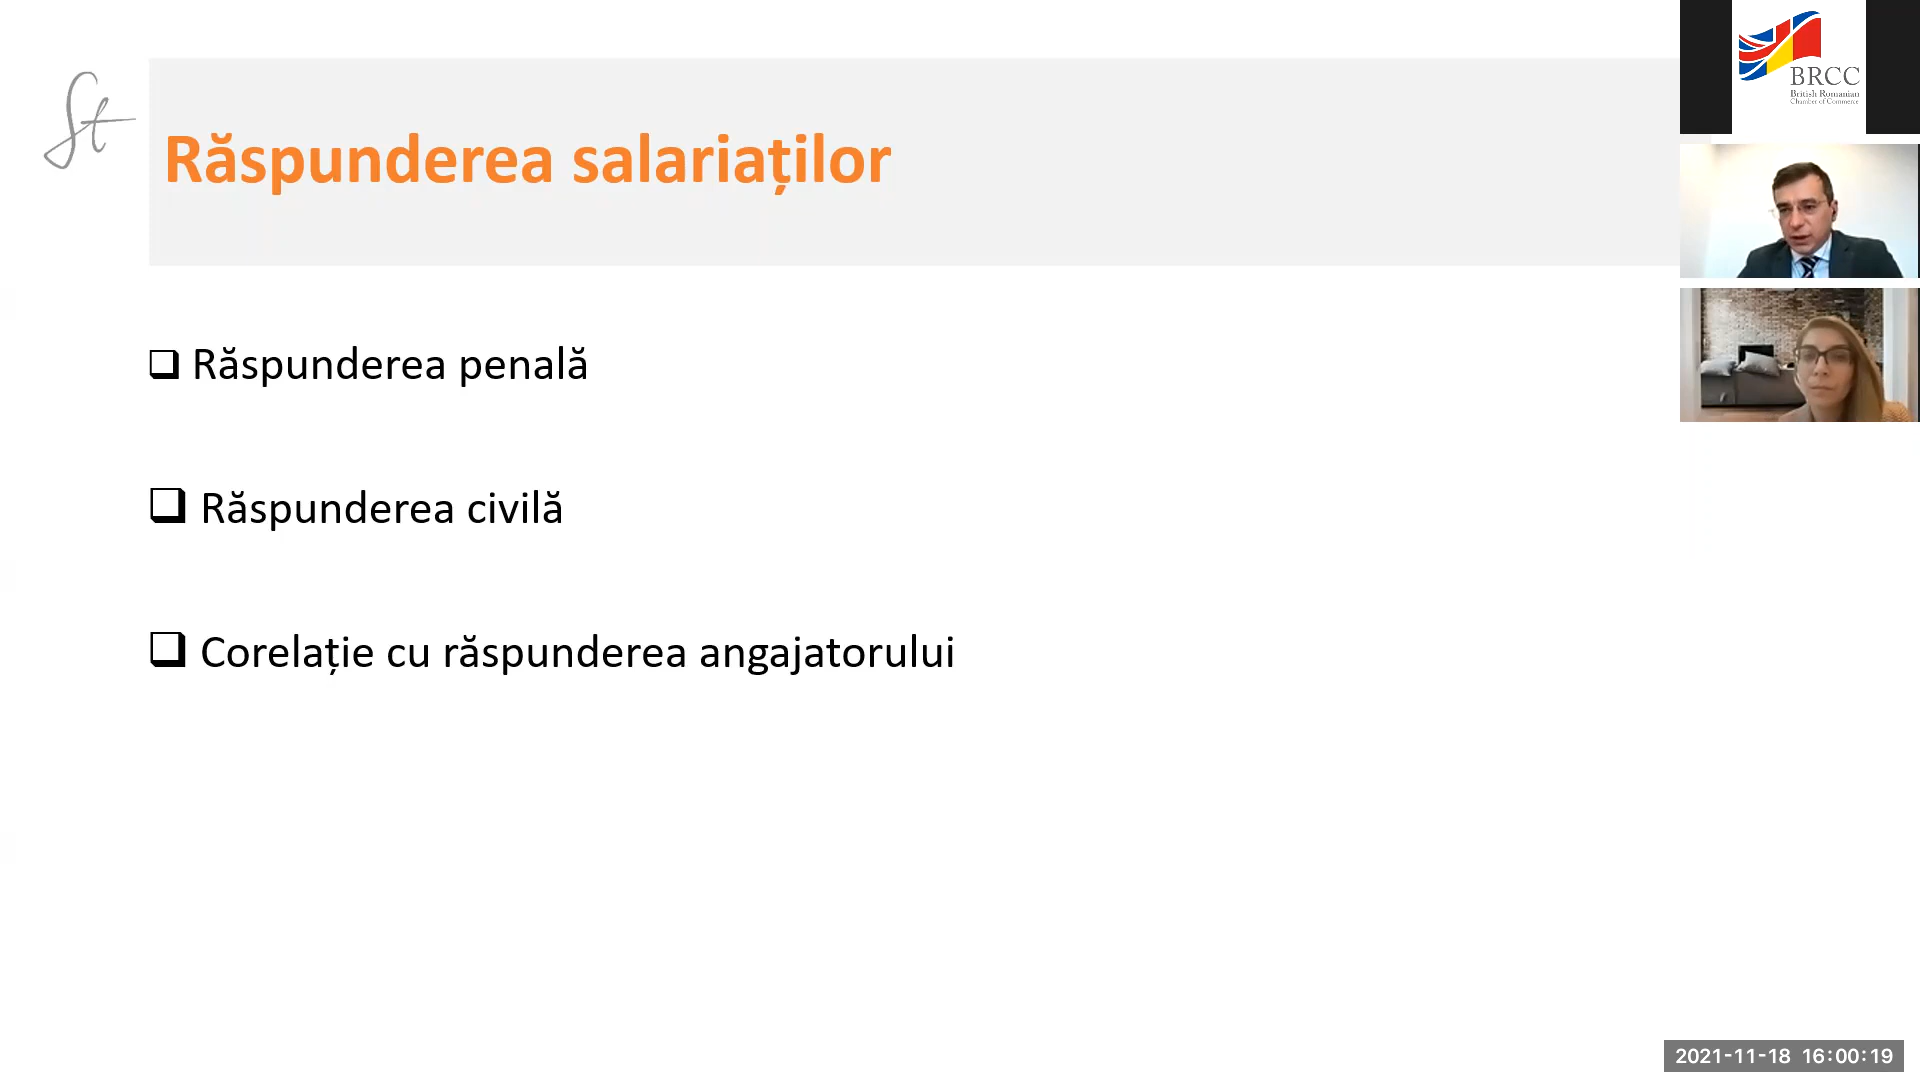 St
Răspunderea salariaților
Răspunderea penală
Răspunderea civilă
Corelație cu răspunderea angajatorului
BRCC
British Romanian
Chamber of Commerce
2021-11-18 16:00:19